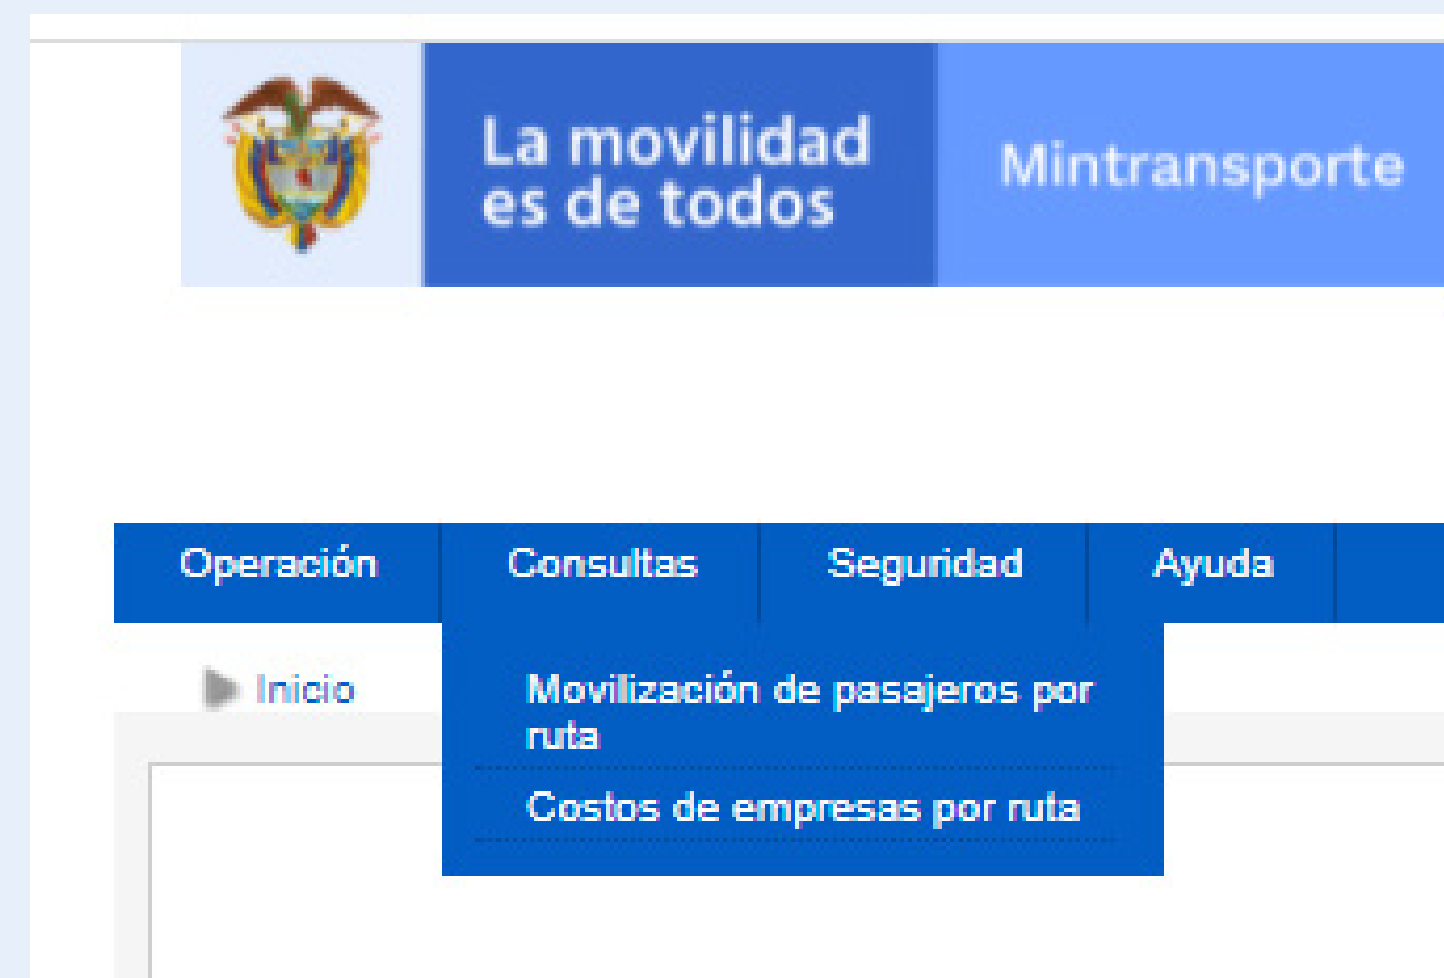 La movilidad
es de todos
Mintransporte
Operación Consultas Seguridad Ayuda
Inicio
Movilización de pasajeros por
ruta
Costos de empresas por ruta